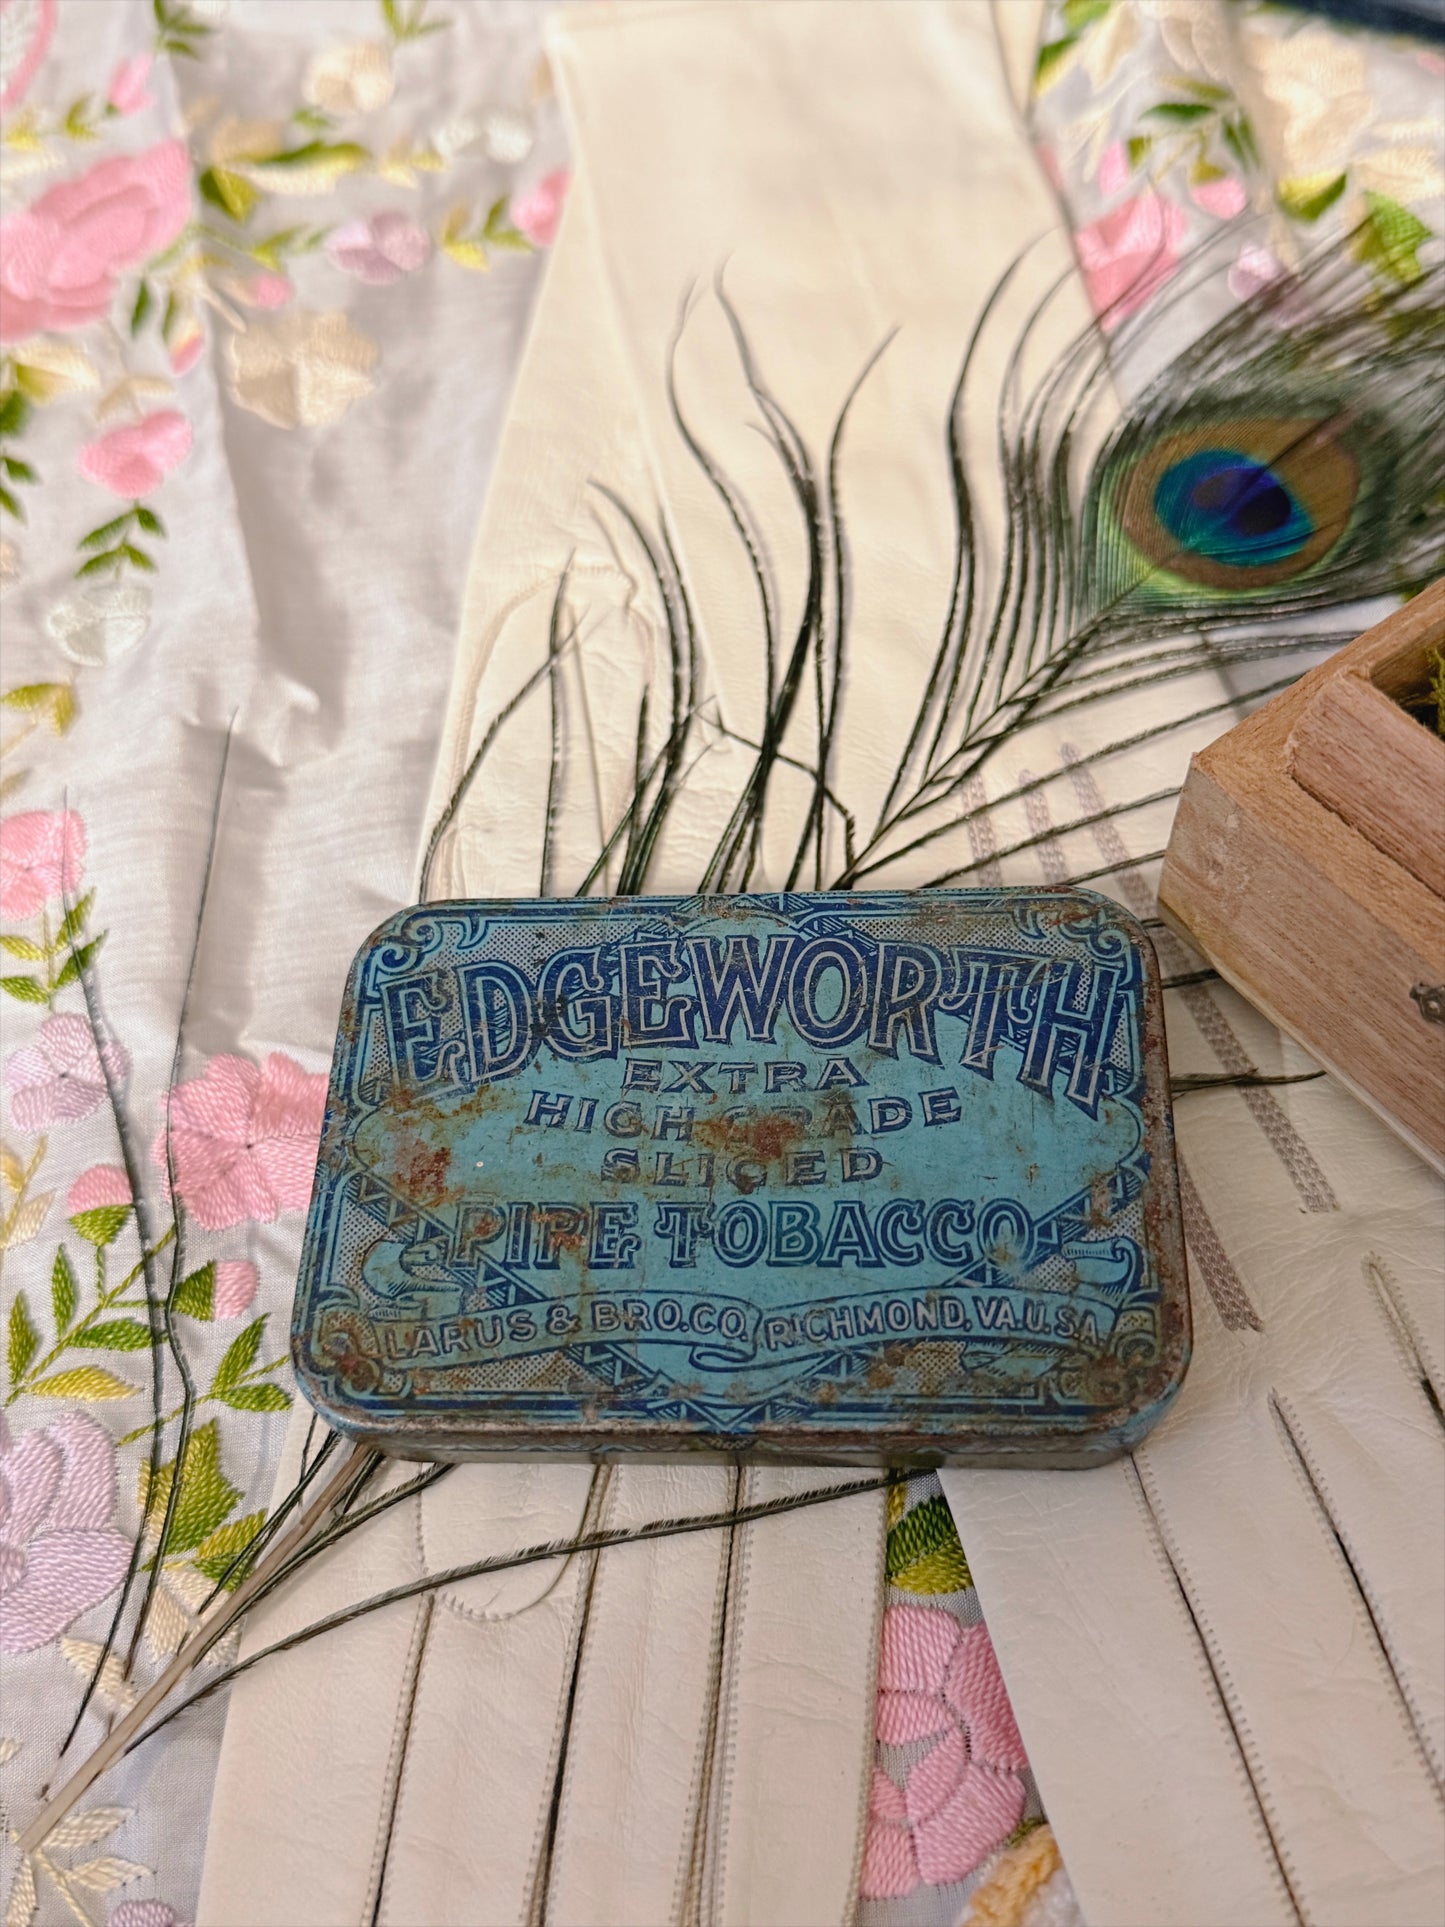 EDGEWORTH
EXTRA
HIGH GRADE
SLICED
PIPE TOBACCO
LARUS & BRO.CO. RICHMOND, VA.U.S.A.